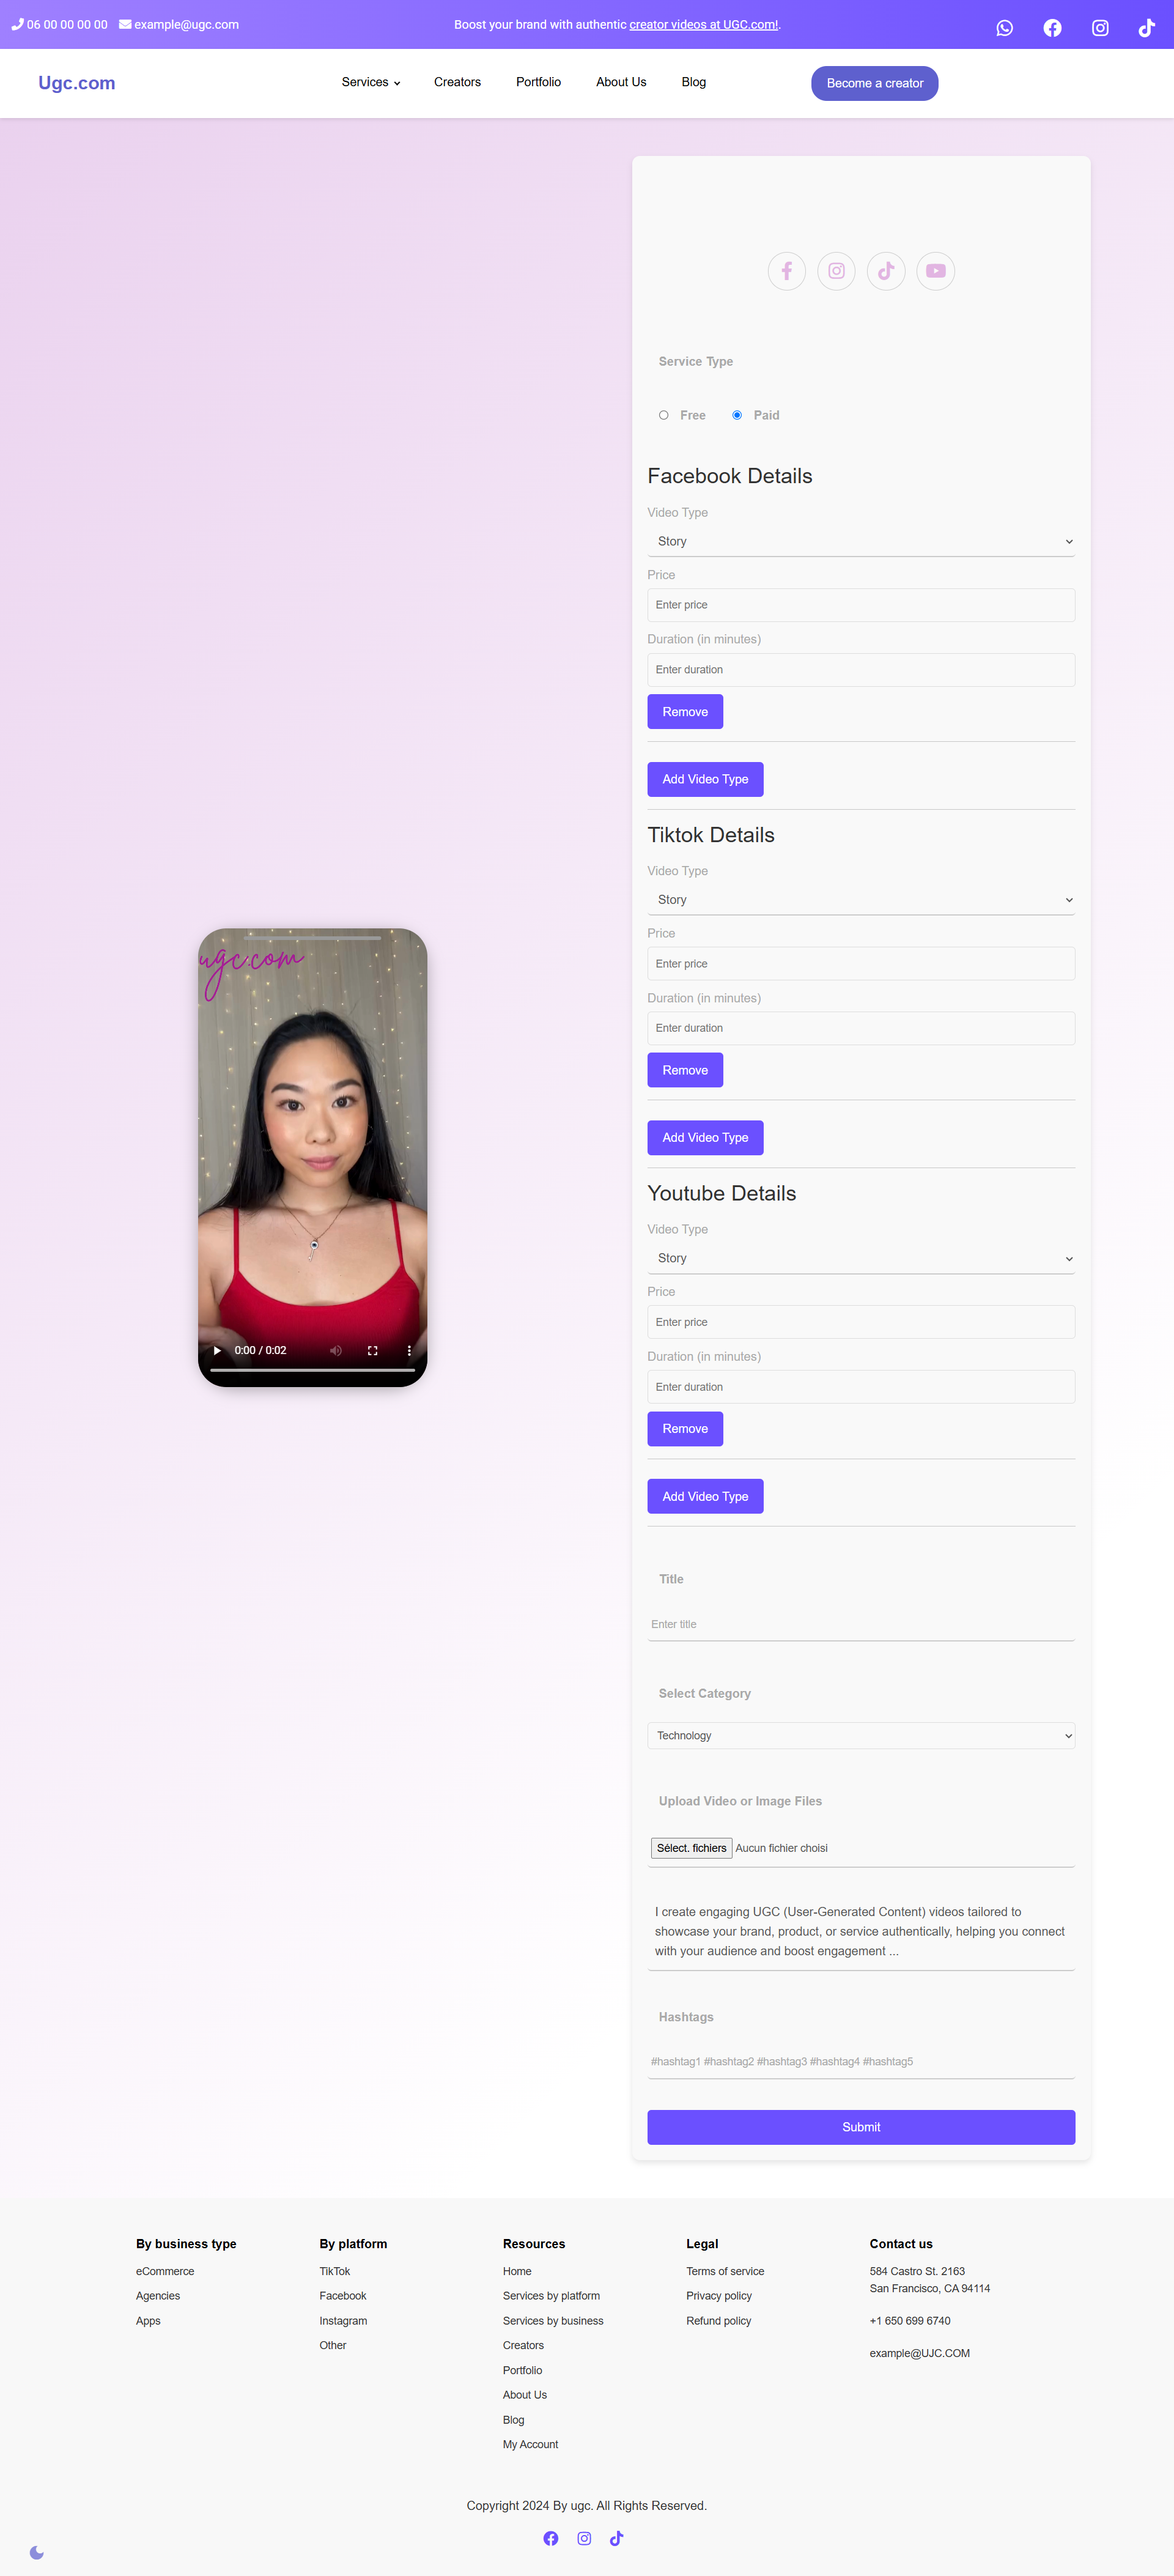 06 00 00 00 00 example@ugc.com Boost your brand with authentic creator videos at UGC.com!.
Ugc.com Services Creators Portfolio About Us Blog Become a creator
Service Type
Free Paid
Facebook Details
Video Type
Story
Price
Enter price
Duration (in minutes)
Enter duration
Remove
Add Video Type
Tiktok Details
Video Type
Story
Price
Enter price
Duration (in minutes)
Enter duration
Remove
Add Video Type
Youtube Details
Video Type
Story
Price
Enter price
Duration (in minutes)
Enter duration
Remove
Add Video Type
ugc.com
0:00 / 0:02
Title
Enter title
Select Category
Technology
Upload Video or Image Files
Sélect. fichiers Aucun fichier choisi
I create engaging UGC (User-Generated Content) videos tailored to
showcase your brand, product, or service authentically, helping you connect
with your audience and boost engagement ...
Hashtags
#hashtag1 #hashtag2 #hashtag3 #hashtag4 #hashtag5
Submit
By business type
eCommerce
Agencies
Apps
By platform
TikTok
Facebook
Instagram
Other
Resources
Home
Services by platform
Services by business
Creators
Portfolio
About Us
Blog
My Account
Legal
Terms of service
Privacy policy
Refund policy
Contact us
584 Castro St. 2163
San Francisco, CA 94114
+1 650 699 6740
example@UJC.COM
Copyright 2024 By ugc. All Rights Reserved.